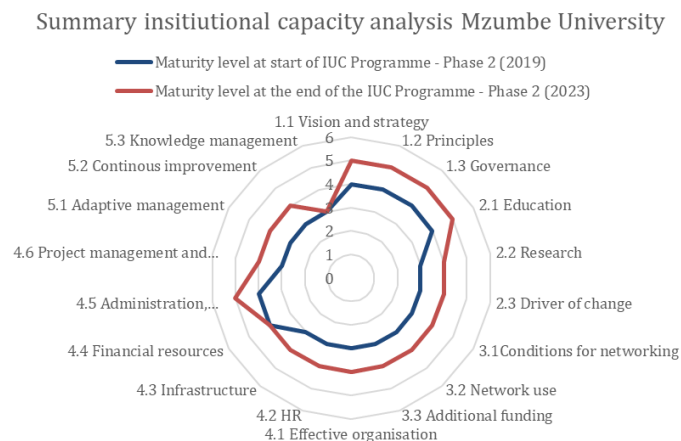 Summary insitiutional capacity analysis Mzumbe University
Maturity level at start of IUC Programme - Phase 2 (2019)
Maturity level at the end of the IUC Programme - Phase 2 (2023)
1.1 Vision and strategy
1.2 Principles
1.3 Governance
2.1 Education
2.2 Research
2.3 Driver of change
3.1Conditions for networking
3.2 Network use
3.3 Additional funding
4.1 Effective organisation
4.2 HR
4.3 Infrastructure
4.4 Financial resources
4.5 Administration,...
4.6 Project management and...
5.1 Adaptive management
5.2 Continous improvement
5.3 Knowledge management
6
5
4
3
2
1
0